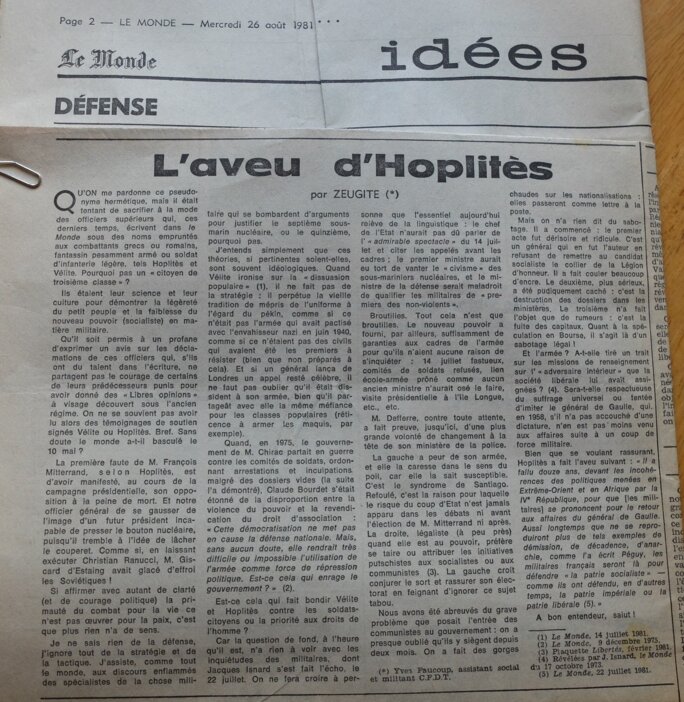 Page 2 — LE MONDE — Mercredi 26 août 1981 •••
Le Monde
idées
DÉFENSE
L'aveu d'Hoplitès
par ZEUGITE (*)
QU'ON me pardonne ce pseudo-
nyme hermétique, mais il était
tentant de sacrifier à la mode
des officiers supérieurs qui, ces
derniers temps, écrivent dans le
Monde sous des noms empruntés
aux combattants grecs ou romains,
fantassin pesamment armé ou soldat
d'infanterie légère, tels Hoplitès et
Vélite. Pourquoi pas un « citoyen de
troisième classe » ?
Ils étalent leur science et leur
culture pour démontrer la légèreté
du petit peuple et la faiblesse du
nouveau pouvoir (socialiste) en ma-
tière militaire.
Qu'il soit permis à un profane
d'exprimer un avis sur les décla-
mations de ces officiers qui, s'ils
ont du talent dans l'écriture, ne
partagent pas le courage de certains
de leurs prédécesseurs punis pour
avoir donné des « Libres opinions »
à visage découvert sous l'ancien
régime. On ne se souvient pas avoir
lu alors des témoignages de soutien
signés Vélite ou Hoplitès. Bref. Sans
doute le monde a-t-il basculé le
10 mai ?
La première faute de M. François
Mitterrand, selon Hoplitès, est
d'avoir manifesté, au cours de la
campagne présidentielle, son oppo-
sition à la peine de mort. Et notre
officier général de se gausser de
l'image d'un futur président inca-
pable de presser le bouton nucléaire,
puisqu'il tremble à l'idée de lâcher
le couperet. Comme si, en laissant
exécuter Christian Ranucci, M. Gis-
card d'Estaing avait glacé d'effroi
les Soviétiques !
Si affirmer avec autant de clarté
(et de courage politique) la pri-
mauté du combat pour la vie ce
n'est pas œuvrer pour la paix, c'est
que plus rien n'a de sens.
Je ne sais rien de la défense,
j'ignore tout de la stratégie et de
la tactique. J'assiste, comme tout
le monde, aux discours enflammés
des spécialistes de la chose mili-
taire qui se bombardent d'arguments
pour justifier le septième sous-
marin nucléaire, ou le quinzième,
pourquoi pas.
J'entends simplement que ces
théories, si pertinentes soient-elles,
sont souvent idéologiques. Quand
Vélite ironise sur la « dissuasion
populaire » (1), il ne fait pas de
la stratégie ; il perpétue la vieille
tradition de mépris de l'uniforme à
l'égard du pékin, comme si ce
n'était pas l'armée qui avait pactisé
avec l'envahisseur nazi en juin 1940,
comme si ce n'étaient pas des civils
qui avaient été les premiers à
résister (bien que non préparés à
cela). Et si un général lança de
Londres un appel resté célèbre, il
ne faut pas oublier qu'il était dis-
sident à son armée, bien qu'il par-
tageât avec elle la même méfiance
pour les classes populaires (réti-
cence à armer les maquis, par
exemple).
Quand, en 1975, le gouvernement
de M. Chirac partait en guerre
contre les comités de soldats, ordon-
nant arrestations et inculpations
malgré des dossiers vides (la suite
l'a démontré), Claude Bourdet s'était
étonné de la disproportion entre la
violence du pouvoir et la revendi-
cation du droit d'association :
« Cette démocratisation ne met pas
en cause la défense nationale. Mais,
sans aucun doute, elle rendrait très
difficile ou impossible l'utilisation de
l'armée comme force de répression
politique. Est-ce cela qui enrage le
gouvernement ? » (2).
Est-ce cela qui fait bondir Vélite
et Hoplitès contre les soldats-
citoyens ou la priorité aux droits de
l'homme ?
Car la question de fond, à l'heure
qu'il est, n'a rien à voir avec les
inquiétudes des militaires, dont
Jacques Isnard s'est fait l'écho, le
22 juillet. On ne fera croire à per-
sonne que l'essentiel aujourd'hui
relève de la linguistique : le chef
de l'Etat n'aurait pas dû parler de
l'« admirable spectacle » du 14 juil-
let et citer les appelés avant les
cadres ; le premier ministre aurait
eu tort de vanter le « civisme » des
sous-mariniers nucléaires, et le mi-
nistre de la défense serait maladroit
de qualifier les militaires de « pre-
miers des non-violents ».
Broutilles. Tout cela n'est que
broutilles. Le nouveau pouvoir a
fourni, par ailleurs, suffisamment de
garanties aux cadres de l'armée
pour qu'ils n'aient aucune raison de
s'inquiéter : 14 juillet fastueux,
comités de soldats refusés, lien
école-armée prôné comme aucun
ancien ministre n'aurait osé le faire,
visite présidentielle à l'île Longue,
etc., etc.
M. Defferre, contre toute attente,
a fait preuve, jusqu'ici, d'une plus
grande volonté de changement à la
tête de son ministère de la police.
La gauche a peur de son armée,
et elle la caresse dans le sens du
poil, car elle la sait susceptible.
C'est le syndrome de Santiago.
Refoulé, c'est la raison pour laquelle
le risque du coup d'Etat n'est jamais
apparu dans les débats ni avant
l'élection de M. Mitterrand ni après.
La droite, légaliste (à peu près)
quand elle est au pouvoir, préfère
se taire ou attribuer les initiatives
putschistes aux socialistes ou aux
communistes (3). La gauche croit
conjurer le sort et rassurer son élec-
torat en feignant d'ignorer ce sujet
tabou.
Nous avons été abreuvés du grave
problème que posait l'entrée des
communistes au gouvernement : on a
presque oublié qu'ils y siègent depuis
deux mois. On a fait des gorges
(*) Yves Faucoup, assistant social
et militant C.F.D.T.
chaudes sur les nationalisations :
elles passeront comme lettre à la
poste.
Mais on n'a rien dit du sabo-
tage. Il a commencé : le premier
acte fut dérisoire et ridicule. C'est
un général qui en fut l'auteur en
refusant de remettre au candidat
socialiste le collier de la Légion
d'honneur. Il a fait couler beaucoup
d'encre. Le deuxième, plus sérieux,
a été pudiquement caché : c'est la
destruction des dossiers dans les
ministères. Le troisième n'a fait
l'objet que de rumeurs : c'est la
fuite des capitaux. Quant à la spé-
culation en Bourse, il s'agit là d'un
sabotage légal !
Et l'armée ? A-t-elle tiré un trait
sur les missions de renseignement
sur l'« adversaire intérieur » que la
société libérale lui avait assi-
gnées ? (4). Sera-t-elle respectueuse
du suffrage universel ou tentée
d'imiter le général de Gaulle, qui,
en 1958, s'il n'a pas accouché d'une
dictature, n'en est pas moins venu
aux affaires suite à un coup de
force militaire.
Bien que se voulant rassurant,
Hoplitès a fait l'aveu suivant : « Il a
fallu douze ans, devant les incohé-
rences des politiques menées en
Extrême-Orient et en Afrique par la
IVe République, pour que [les mili-
taires] se prononcent pour le retour
aux affaires du général de Gaulle.
Aussi longtemps que ne se repro-
duiront plus de tels exemples de
démission, de décadence, d'anar-
chie, comme l'a écrit Péguy, les
militaires français seront là pour
défendre « la patrie socialiste » —
comme ils ont défendu, en d'autres
temps, la patrie impériale ou la
patrie libérale (5). »
A bon entendeur, salut !
(1) Le Monde, 14 juillet 1981.
(2) Le Monde, 9 décembre 1975.
(3) Plaquette Libertés, février 1981.
(4) Révélées par J. Isnard, le Monde
du 17 octobre 1973.
(5) Le Monde, 22 juillet 1981.